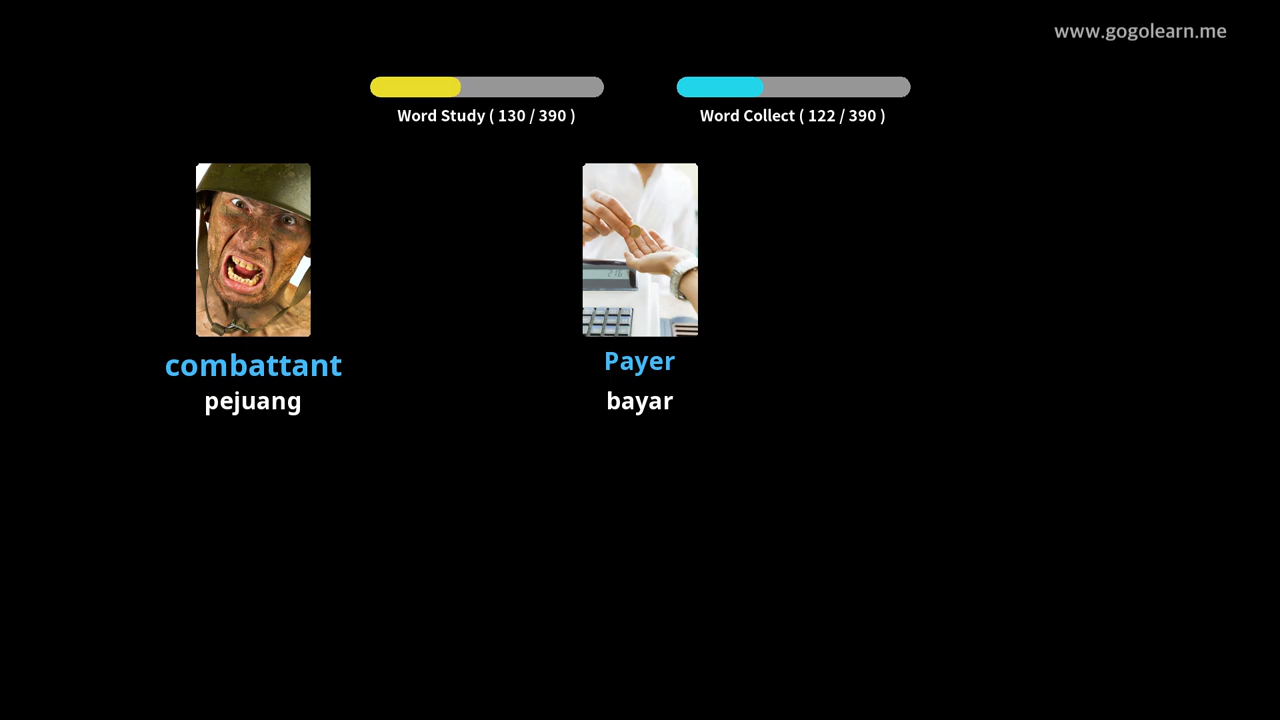 www.gogolearn.me
Word Study ( 130 / 390 )
Word Collect ( 122 / 390 )
combattant
pejuang
Payer
bayar